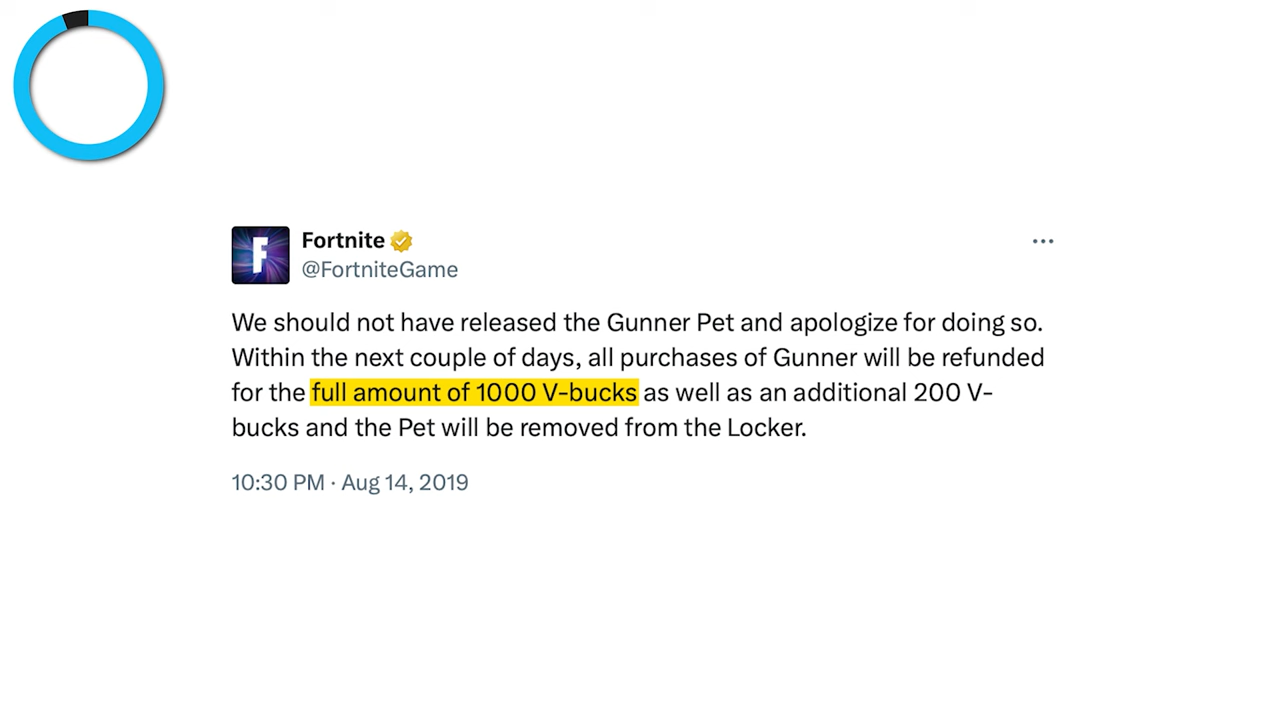 F
Fortnite
@FortniteGame
We should not have released the Gunner Pet and apologize for doing so.
Within the next couple of days, all purchases of Gunner will be refunded
for the full amount of 1000 V-bucks as well as an additional 200 V-
bucks and the Pet will be removed from the Locker.
10:30 PM · Aug 14, 2019